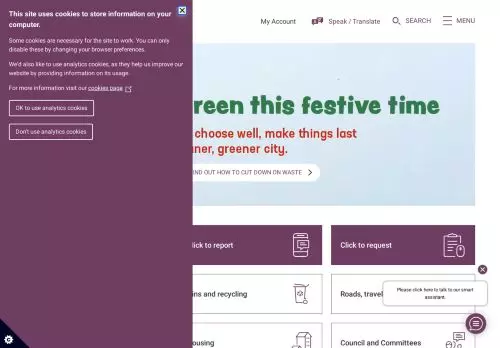 This site uses cookies to store information on your
computer.
Some cookies are necessary for the site to work. You can only
disable these by changing your browser preferences.
We'd also like to use analytics cookies, as they help us improve our
website by providing information on its usage.
For more information visit our cookies page
OK to use analytics cookies
Don't use analytics cookies
My Account
Speak / Translate
SEARCH
MENU
reen this festive time
choose well, make things last
ner, greener city.
IND OUT HOW TO CUT DOWN ON WASTE
lick to report
Click to request
ins and recycling
Roads, travel
Please click here to talk to our smart
assistant.
ousing
Council and Committees